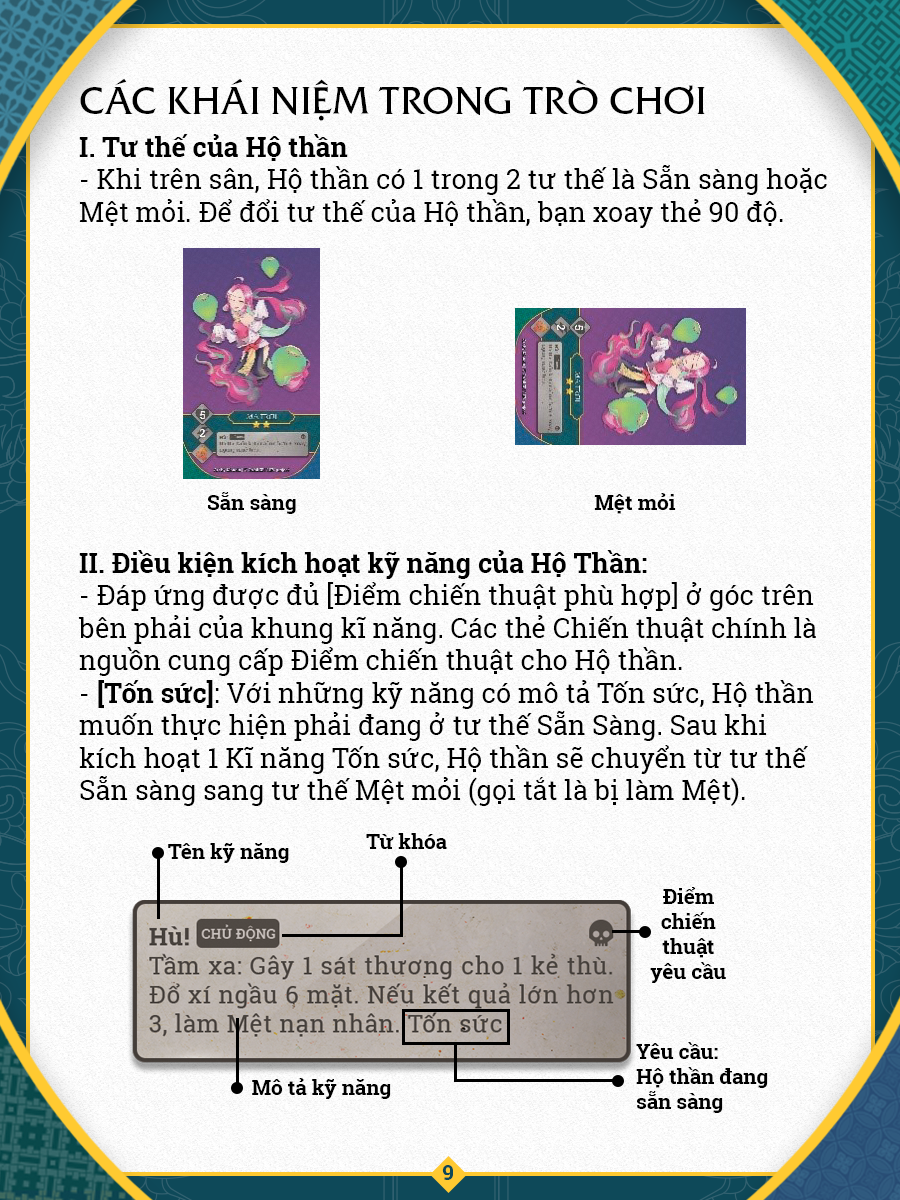 CÁC KHÁI NIỆM TRONG TRÒ CHƠI
I. Tư thế của Hộ thần
- Khi trên sân, Hộ thần có 1 trong 2 tư thế là Sẵn sàng hoặc
Mệt mỏi. Để đổi tư thế của Hộ thần, bạn xoay thẻ 90 độ.
5
2
MA TRƠI
5
2
MA TRƠI
Sẵn sàng
Mệt mỏi
II. Điều kiện kích hoạt kỹ năng của Hộ Thần:
- Đáp ứng được đủ [Điểm chiến thuật phù hợp] ở góc trên
bên phải của khung kĩ năng. Các thẻ Chiến thuật chính là
nguồn cung cấp Điểm chiến thuật cho Hộ thần.
- [Tốn sức]: Với những kỹ năng có mô tả Tốn sức, Hộ thần
muốn thực hiện phải đang ở tư thế Sẵn Sàng. Sau khi
kích hoạt 1 Kĩ năng Tốn sức, Hộ thần sẽ chuyển từ tư thế
Sẵn sàng sang tư thế Mệt mỏi (gọi tắt là bị làm Mệt).
Tên kỹ năng
Từ khóa
Điểm
chiến
thuật
yêu cầu
Hù! CHỦ ĐỘNG
Tầm xa: Gây 1 sát thương cho 1 kẻ thù.
Đổ xí ngầu 6 mặt. Nếu kết quả lớn hơn
3, làm Mệt nạn nhân. Tốn sức
Mô tả kỹ năng
Yêu cầu:
Hộ thần đang
sẵn sàng
9